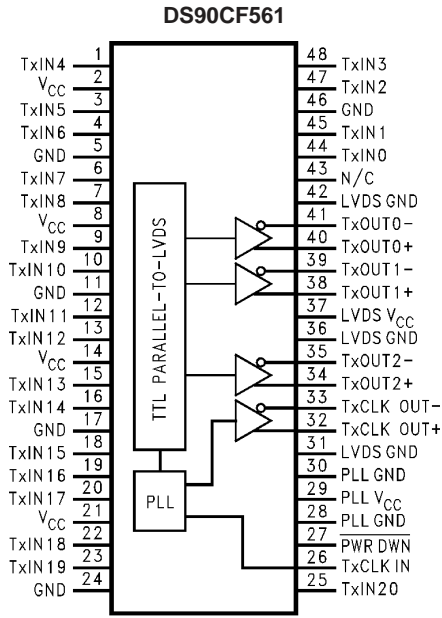 DS90CF561
TxIN4 1
VCC 2
TxIN5 3
TxIN6 4
GND 5
TxIN7 6
TxIN8 7
VCC 8
TxIN9 9
TxIN10 10
GND 11
TxIN11 12
TxIN12 13
VCC 14
TxIN13 15
TxIN14 16
GND 17
TxIN15 18
TxIN16 19
TxIN17 20
VCC 21
TxIN18 22
TxIN19 23
GND 24
TTL PARALLEL-TO-LVDS
PLL
48 TxIN3
47 TxIN2
46 GND
45 TxIN1
44 TxIN0
43 N/C
42 LVDS GND
41 TxOUT0-
40 TxOUT0+
39 TxOUT1-
38 TxOUT1+
37 LVDS VCC
36 LVDS GND
35 TxOUT2-
34 TxOUT2+
33 TxCLK OUT-
32 TxCLK OUT+
31 LVDS GND
30 PLL GND
29 PLL VCC
28 PLL GND
27 PWR DWN
26 TxCLK IN
25 TxIN20